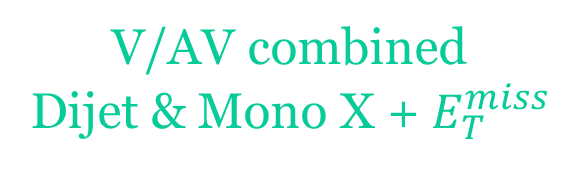 V/AV combined
Dijet & Mono X + $E_T^{miss}$